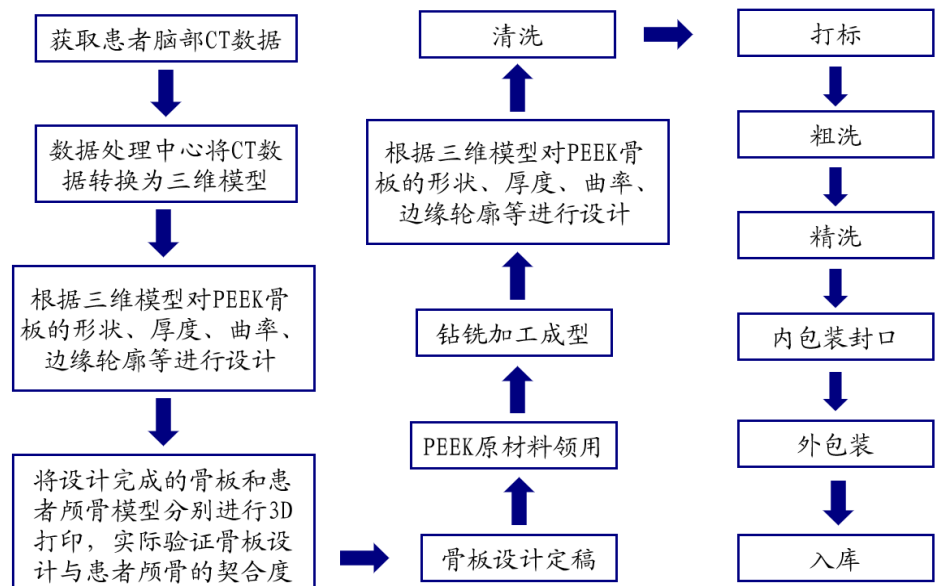 获取患者脑部CT数据
数据处理中心将CT数
据转换为三维模型
根据三维模型对PEEK骨
板的形状、厚度、曲率、
边缘轮廓等进行设计
将设计完成的骨板和患
者颅骨模型分别进行3D
打印，实际验证骨板设
计与患者颅骨的契合度
骨板设计定稿
PEEK原材料领用
钻铣加工成型
根据三维模型对PEEK骨
板的形状、厚度、曲率、
边缘轮廓等进行设计
清洗
打标
粗洗
精洗
内包装封口
外包装
入库